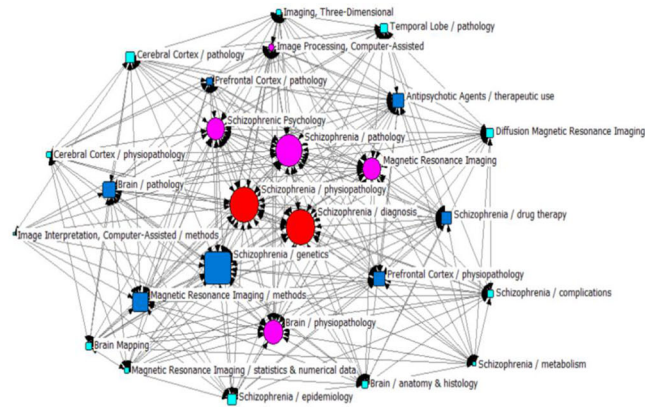 Imaging, Three-Dimensional
Temporal Lobe / pathology
Image Processing, Computer-Assisted
Cerebral Cortex / pathology
Prefrontal Cortex / pathology
Antipsychotic Agents / therapeutic use
Schizophrenic Psychology
Diffusion Magnetic Resonance Imaging
Schizophrenia / pathology
Cerebral Cortex / physiopathology
Magnetic Resonance Imaging
Brain / pathology
Schizophrenia / physiopathology
Schizophrenia / diagnosis
Schizophrenia / drug therapy
Image Interpretation, Computer-Assisted / methods
Schizophrenia / genetics
Prefrontal Cortex / physiopathology
Schizophrenia / complications
Magnetic Resonance Imaging / methods
Brain / physiopathology
Brain Mapping
Schizophrenia / metabolism
Magnetic Resonance Imaging / statistics & numerical data
Brain / anatomy & histology
Schizophrenia / epidemiology